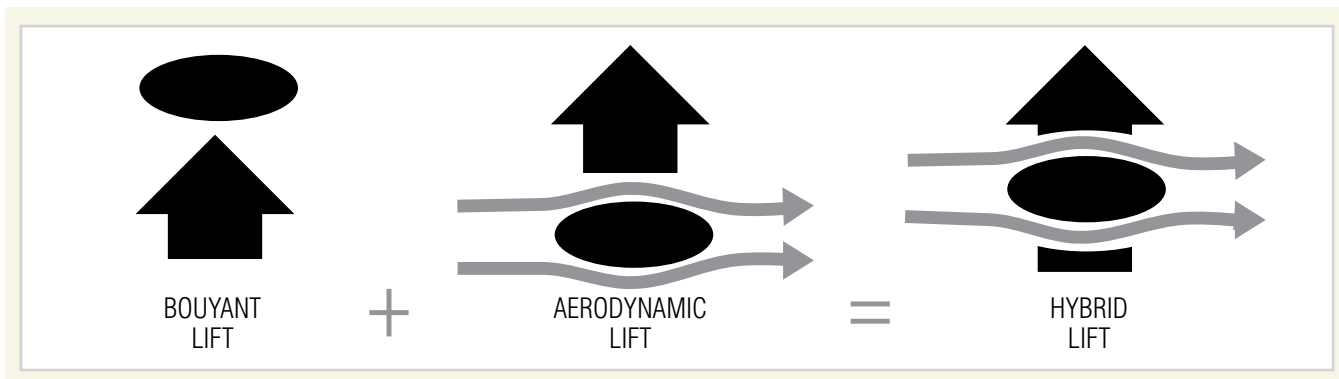 BOUYANT
LIFT
+
AERODYNAMIC
LIFT
=
HYBRID
LIFT